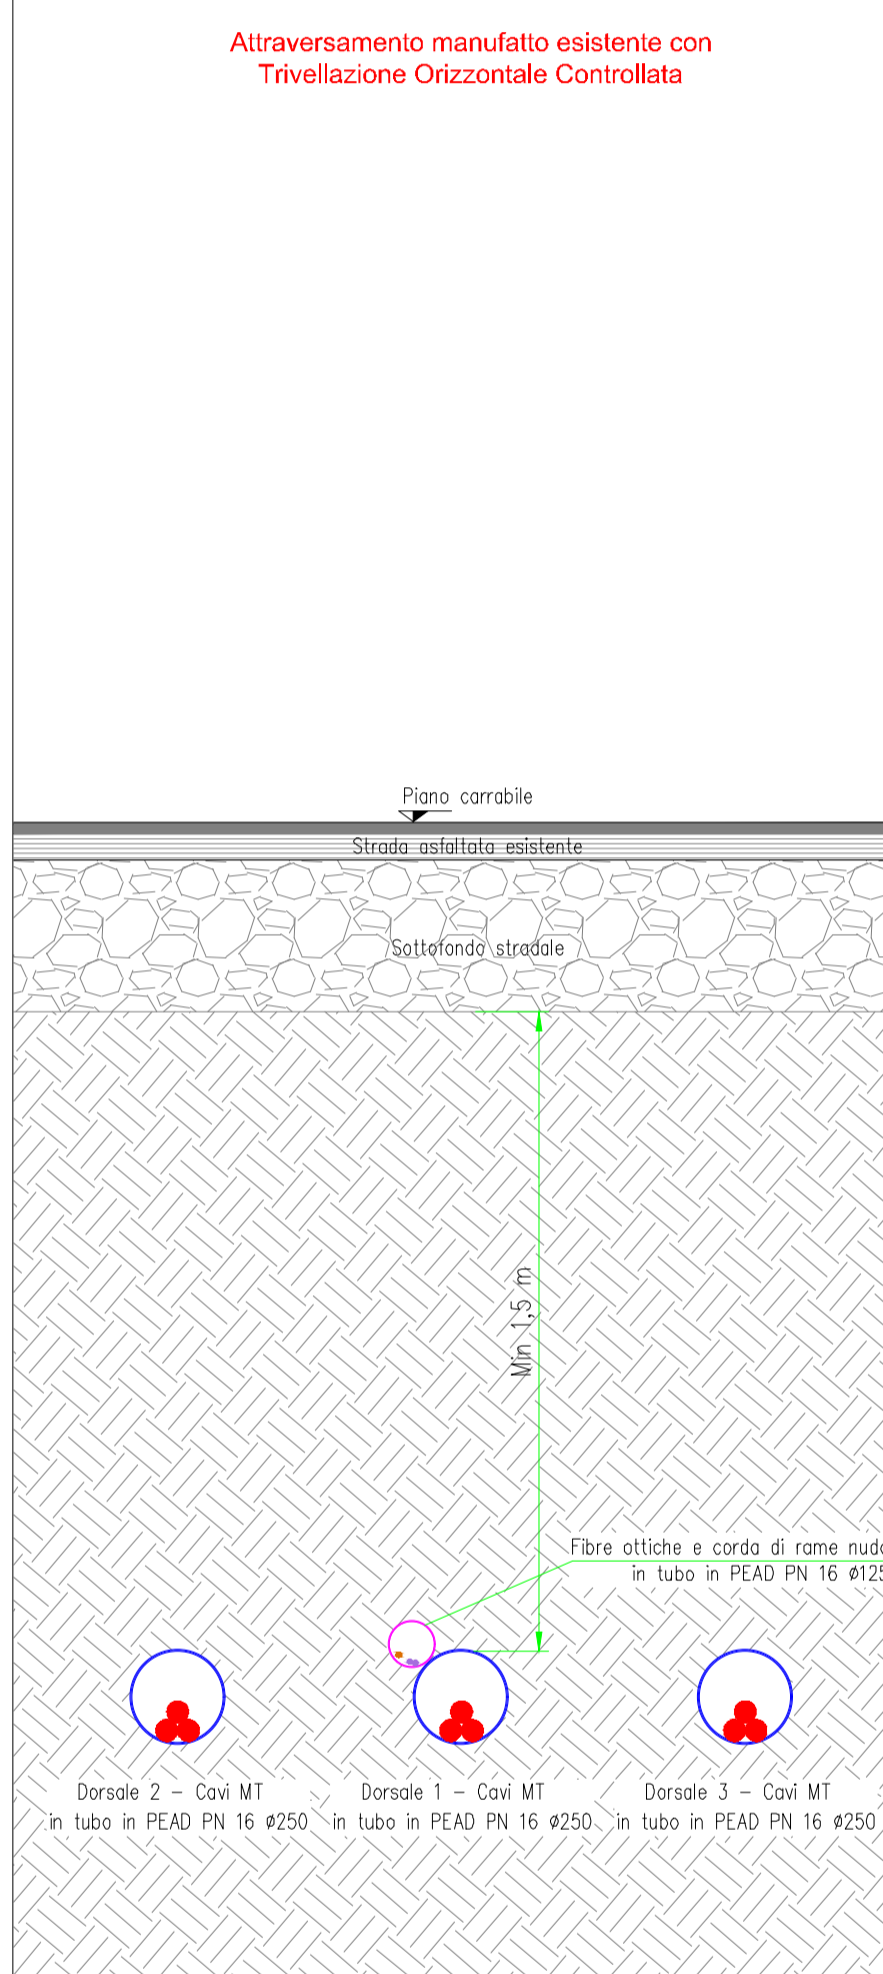 Attraversamento manufatto esistente con
Trivellazione Orizzontale Controllata
Piano carrabile
Strada asfaltata esistente
Sottofondo stradale
Min 1,5 m
Fibre ottiche e corda di rame nuda
in tubo in PEAD PN 16 Ø125
Dorsale 2 - Cavi MT
in tubo in PEAD PN 16 Ø250
Dorsale 1 - Cavi MT
in tubo in PEAD PN 16 Ø250
Dorsale 3 - Cavi MT
in tubo in PEAD PN 16 Ø250